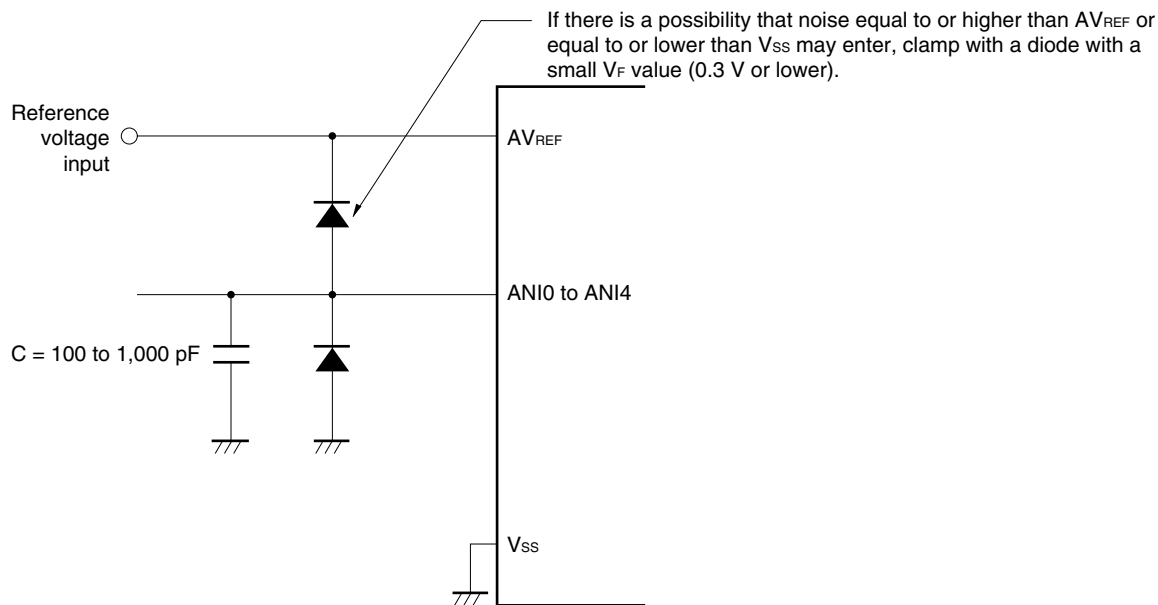 If there is a possibility that noise equal to or higher than AVREF or
equal to or lower than VSS may enter, clamp with a diode with a
small VF value (0.3 V or lower).
Reference
voltage
input
AVREF
ANI0 to ANI4
C = 100 to 1,000 pF
VSS